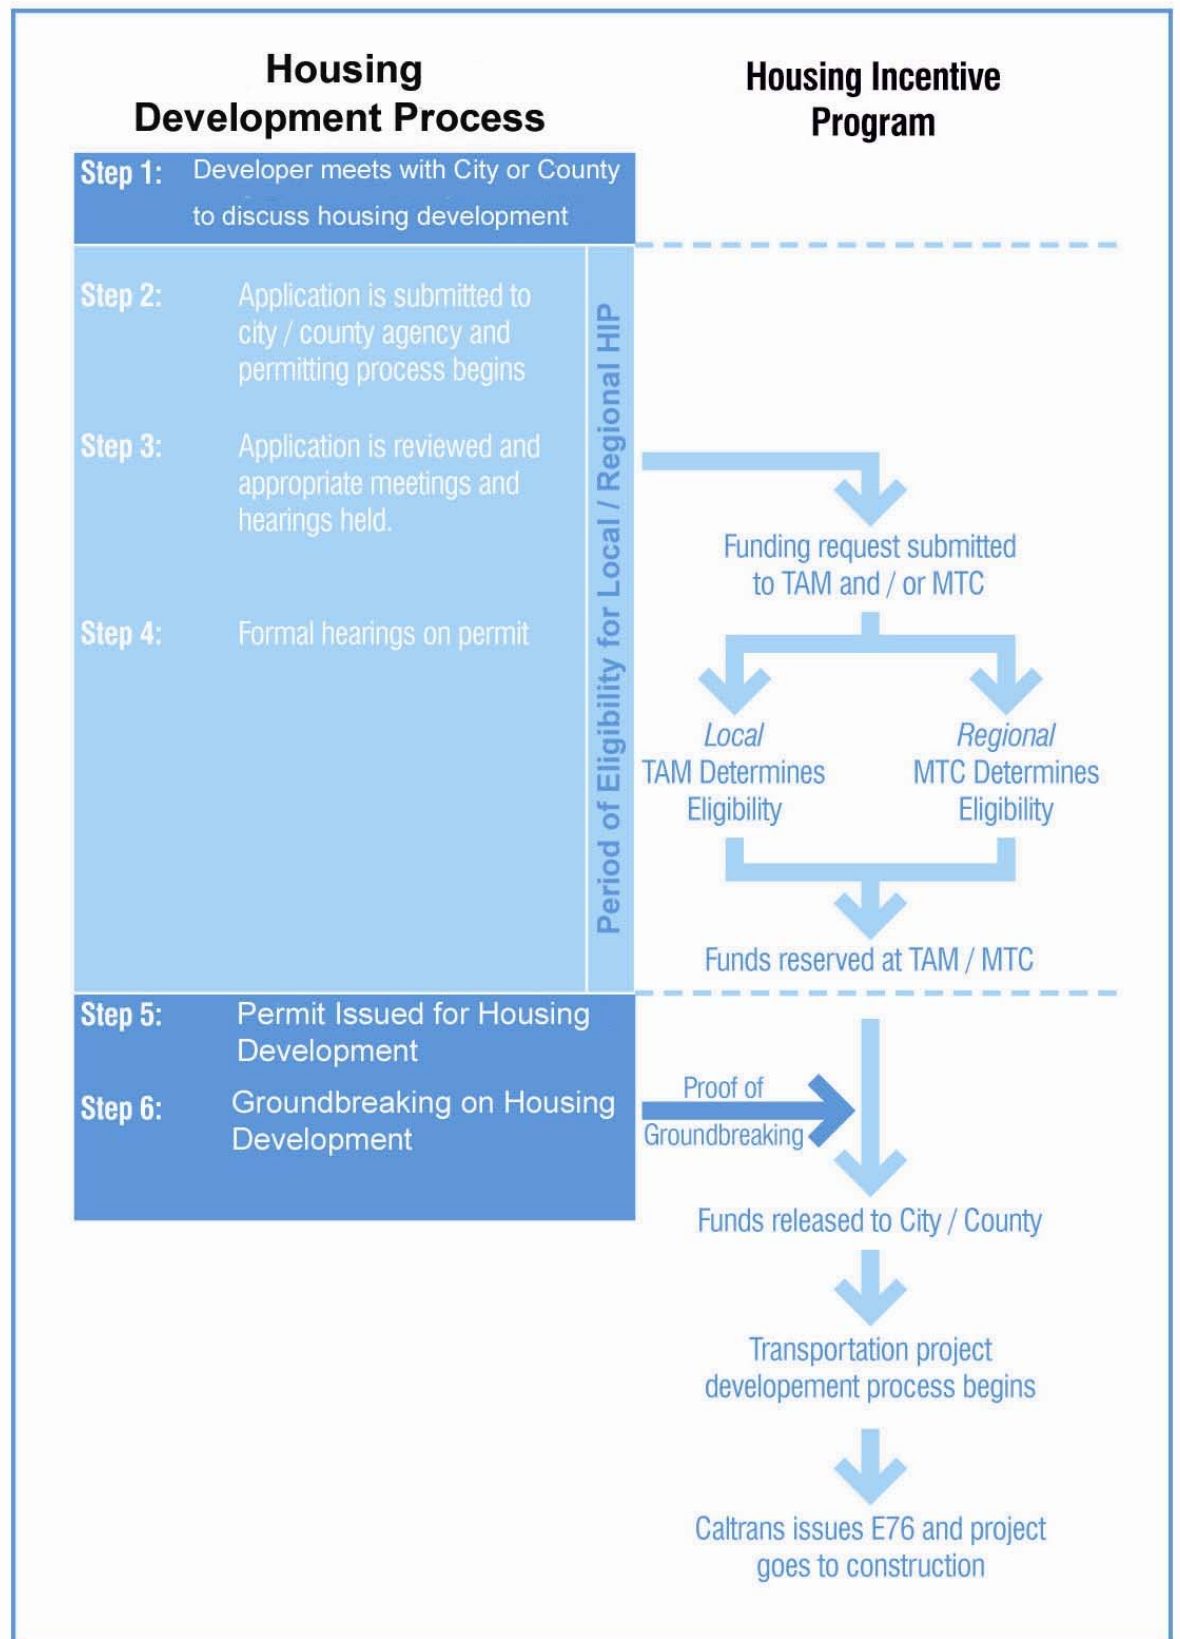 Housing
Development Process
Step 1: Developer meets with City or County
to discuss housing development
Step 2: Application is submitted to
city / county agency and
permitting process begins
Step 3: Application is reviewed and
appropriate meetings and
hearings held.
Step 4: Formal hearings on permit
Period of Eligibility for Local / Regional HIP
Step 5: Permit Issued for Housing
Development
Step 6: Groundbreaking on Housing
Development
Housing Incentive
Program
Funding request submitted
to TAM and / or MTC
Local
TAM Determines
Eligibility
Regional
MTC Determines
Eligibility
Funds reserved at TAM / MTC
Proof of
Groundbreaking
Funds released to City / County
Transportation project
developement process begins
Caltrans issues E76 and project
goes to construction